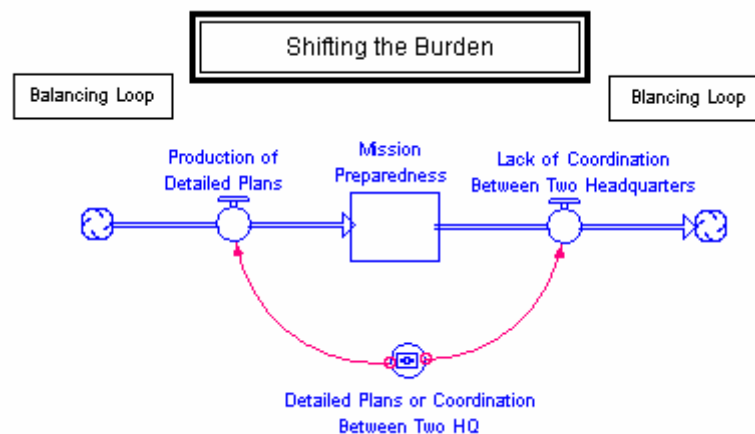 Shifting the Burden
Balancing Loop
Blancing Loop
Production of
Detailed Plans
Mission
Preparedness
Lack of Coordination
Between Two Headquarters
Detailed Plans or Coordination
Between Two HQ